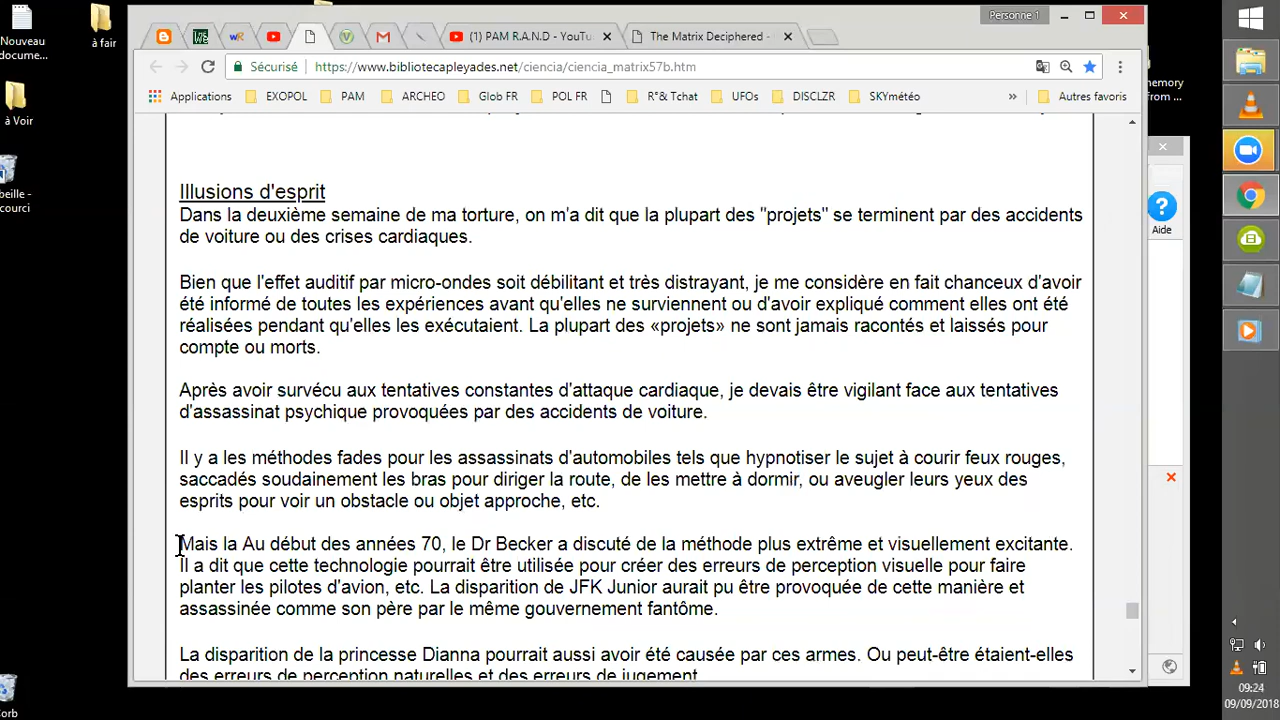 Nouveau
docume...
à fair
à Voir
beille -
courci
Corb
Personne 1
(1) PAM R.A.N.D - YouTu
The Matrix Deciphered -
Sécurisé
https://www.bibliotecapleyades.net/ciencia/ciencia_matrix57b.htm
Applications
EXOPOL
PAM
ARCHEO
Glob FR
POL FR
R°& Tchat
UFOs
DISCLZR
SKYmétéo
»
Autres favoris
Illusions d'esprit
Dans la deuxième semaine de ma torture, on m'a dit que la plupart des "projets" se terminent par des accidents
de voiture ou des crises cardiaques.
Bien que l'effet auditif par micro-ondes soit débilitant et très distrayant, je me considère en fait chanceux d'avoir
été informé de toutes les expériences avant qu'elles ne surviennent ou d'avoir expliqué comment elles ont été
réalisées pendant qu'elles les exécutaient. La plupart des «projets» ne sont jamais racontés et laissés pour
compte ou morts.
Après avoir survécu aux tentatives constantes d'attaque cardiaque, je devais être vigilant face aux tentatives
d'assassinat psychique provoquées par des accidents de voiture.
Il y a les méthodes fades pour les assassinats d'automobiles tels que hypnotiser le sujet à courir feux rouges,
saccadés soudainement les bras pour diriger la route, de les mettre à dormir, ou aveugler leurs yeux des
esprits pour voir un obstacle ou objet approche, etc.
Mais la Au début des années 70, le Dr Becker a discuté de la méthode plus extrême et visuellement excitante.
Il a dit que cette technologie pourrait être utilisée pour créer des erreurs de perception visuelle pour faire
planter les pilotes d'avion, etc. La disparition de JFK Junior aurait pu être provoquée de cette manière et
assassinée comme son père par le même gouvernement fantôme.
La disparition de la princesse Dianna pourrait aussi avoir été causée par ces armes. Ou peut-être étaient-elles
des erreurs de perception naturelles et des erreurs de jugement
memory
from ...
?
Aide
09:24
09/09/2018